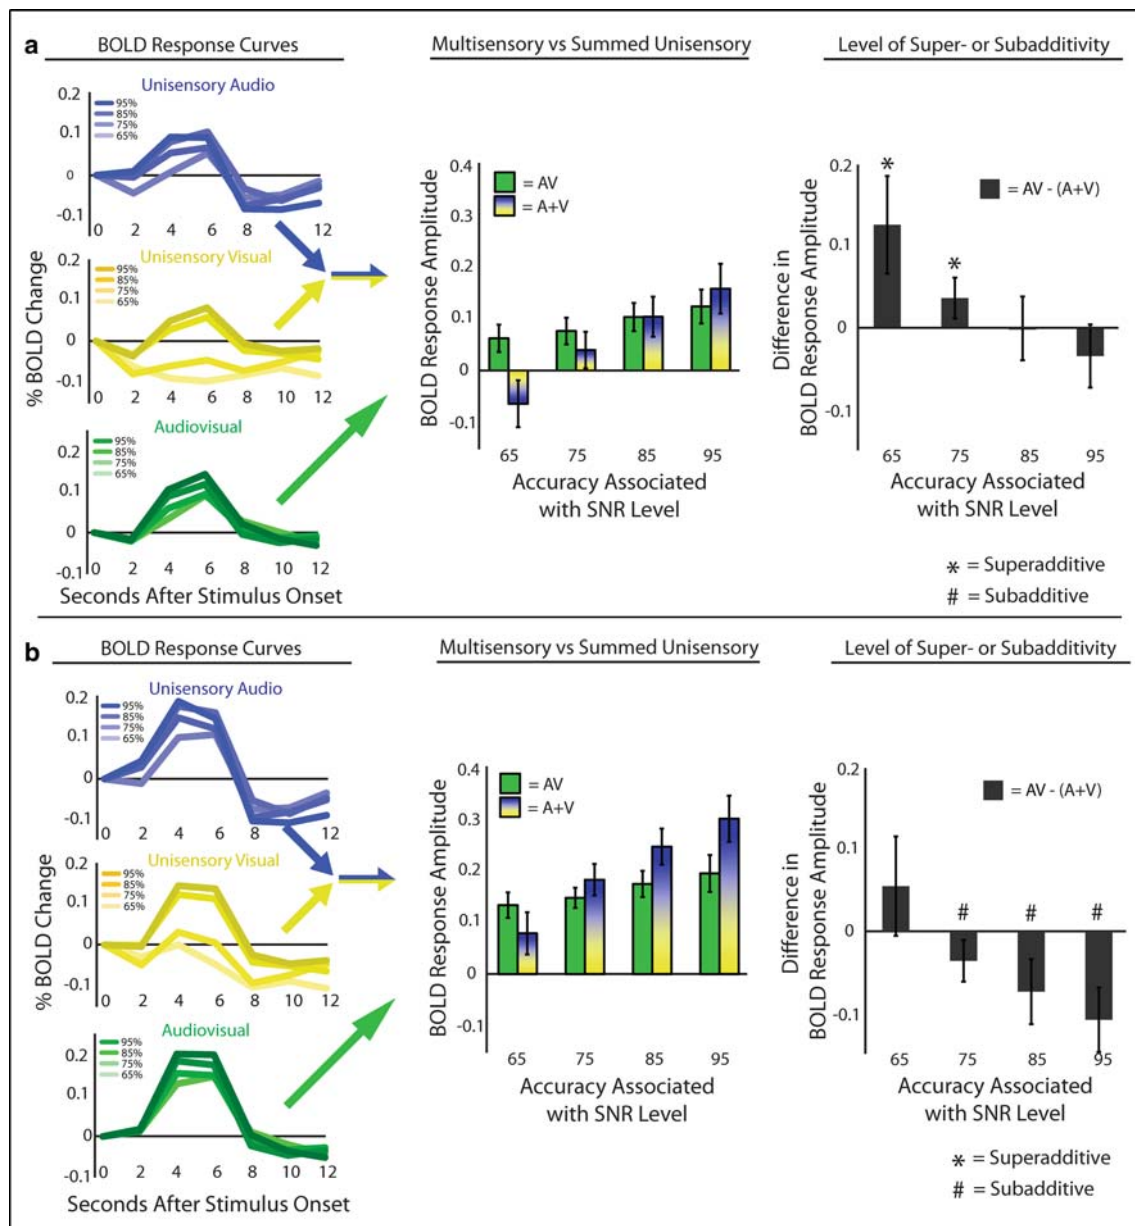 a
BOLD Response Curves
Unisensory Audio
0.2
0.1
0
-0.1
95%
85%
75%
65%
0 2 4 6 8 10 12
Unisensory Visual
0.2
0.1
0
-0.1
95%
85%
75%
65%
0 2 4 6 8 10 12
% BOLD Change
Audiovisual
0.2
0.1
0
-0.1
95%
85%
75%
65%
0 2 4 6 8 10 12
Seconds After Stimulus Onset
Multisensory vs Summed Unisensory
0.4
0.3
0.2
0.1
0
-0.1
BOLD Response Amplitude
= AV
= A+V
65 75 85 95
Accuracy Associated
with SNR Level
Level of Super- or Subadditivity
0.2
0.1
0
-0.1
Difference in
BOLD Response Amplitude
= AV - (A+V)
* *
65 75 85 95
Accuracy Associated
with SNR Level
* = Superadditive
# = Subadditive
b
BOLD Response Curves
Unisensory Audio
0.2
0.1
0
-0.1
95%
85%
75%
65%
0 2 4 6 8 10 12
Unisensory Visual
0.2
0.1
0
-0.1
95%
85%
75%
65%
0 2 4 6 8 10 12
% BOLD Change
Audiovisual
0.2
0.1
0
-0.1
95%
85%
75%
65%
0 2 4 6 8 10 12
Seconds After Stimulus Onset
Multisensory vs Summed Unisensory
0.4
0.3
0.2
0.1
0
-0.1
BOLD Response Amplitude
= AV
= A+V
65 75 85 95
Accuracy Associated
with SNR Level
Level of Super- or Subadditivity
0.2
0.1
0
-0.1
Difference in
BOLD Response Amplitude
= AV - (A+V)
# # #
65 75 85 95
Accuracy Associated
with SNR Level
* = Superadditive
# = Subadditive